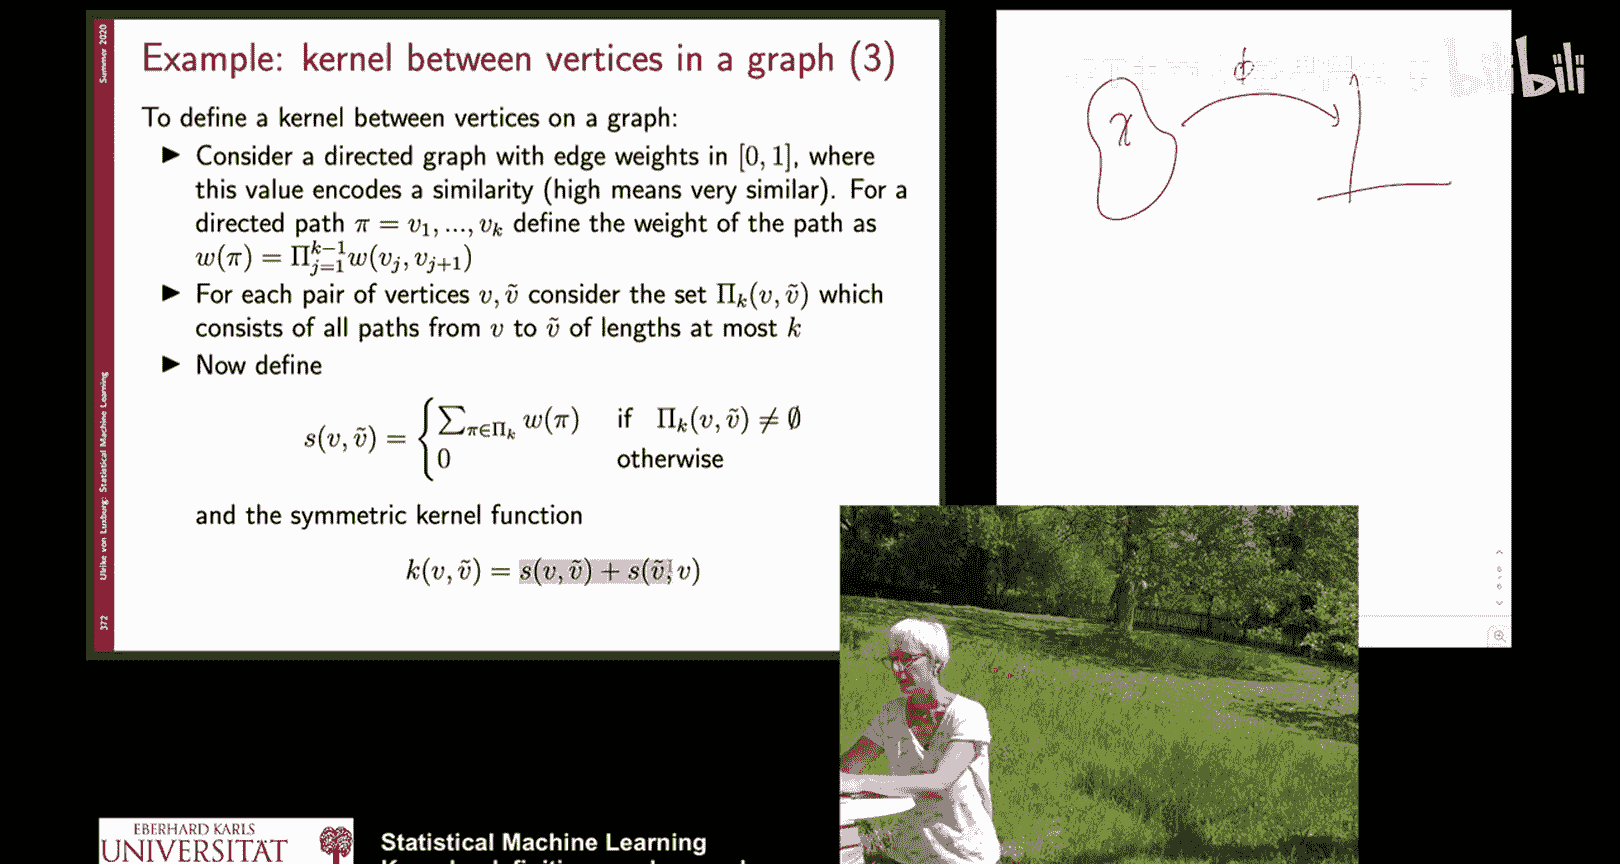 Example: kernel between vertices in a graph (3)
To define a kernel between vertices on a graph:
▶ Consider a directed graph with edge weights in [0, 1], where
this value encodes a similarity (high means very similar). For a
directed path π = v₁, ..., vₖ define the weight of the path as
w(π) = Π_{j=1}^{k−1} w(v_j, v_{j+1})
▶ For each pair of vertices v, ṽ consider the set Πₖ(v, ṽ) which
consists of all paths from v to ṽ of lengths at most k
▶ Now define
s(v, ṽ) = { ∑_{π∈Πₖ} w(π) if Πₖ(v, ṽ) ≠ ∅
0 otherwise
and the symmetric kernel function
k(v, ṽ) = s(v, ṽ) + s(ṽ, v)
Summer 2020
Ulrike von Luxburg: Statistical Machine Learning
372
ϕ
χ
bilibili
EBERHARD KARLS
UNIVERSITÄT
Statistical Machine Learning